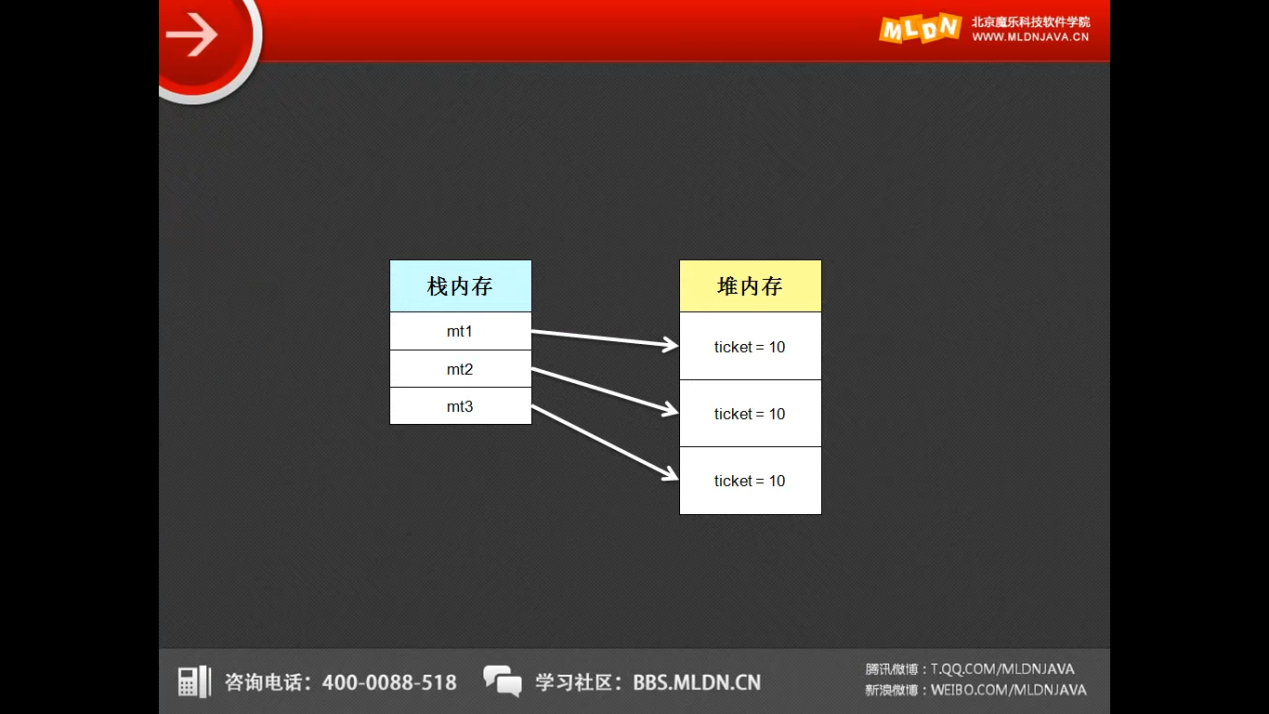 MLDN
北京魔乐科技软件学院
WWW.MLDNJAVA.CN
栈内存
mt1
mt2
mt3
堆内存
ticket = 10
ticket = 10
ticket = 10
咨询电话：400-0088-518
学习社区：BBS.MLDN.CN
腾讯微博：T.QQ.COM/MLDNJAVA
新浪微博：WEIBO.COM/MLDNJAVA